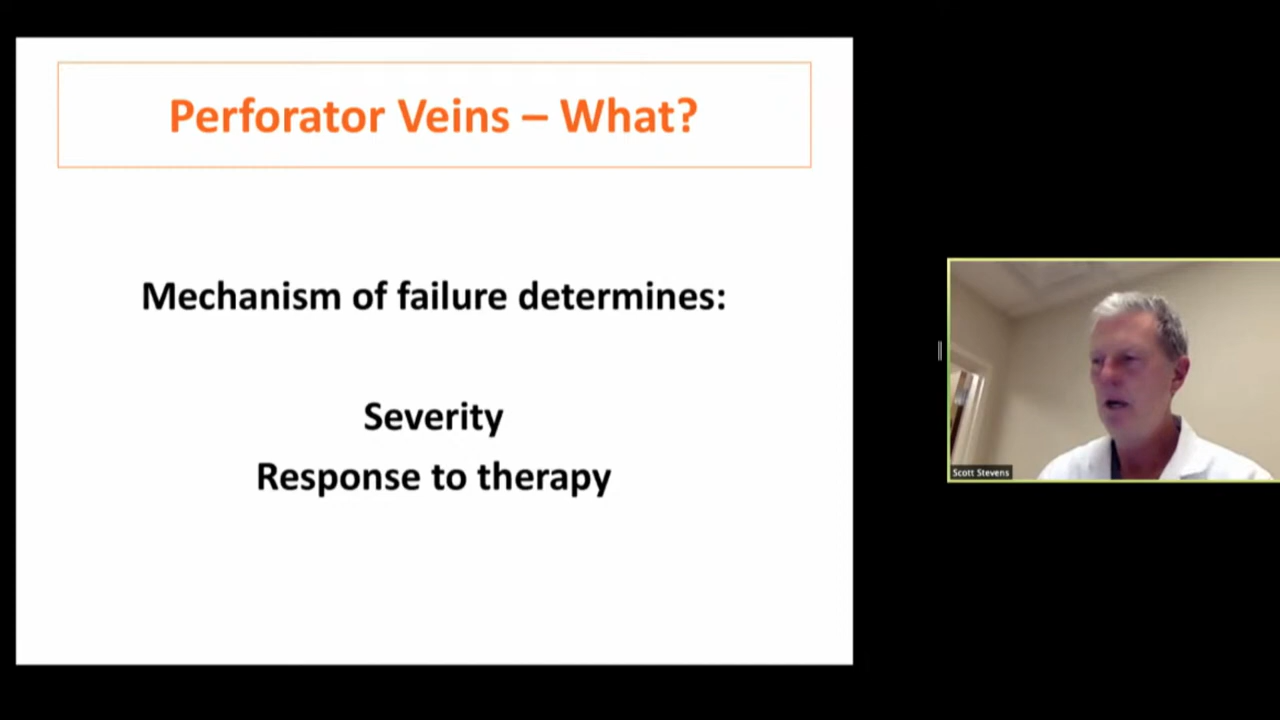 Perforator Veins – What?
Mechanism of failure determines:
Severity
Response to therapy
Scott Stevens